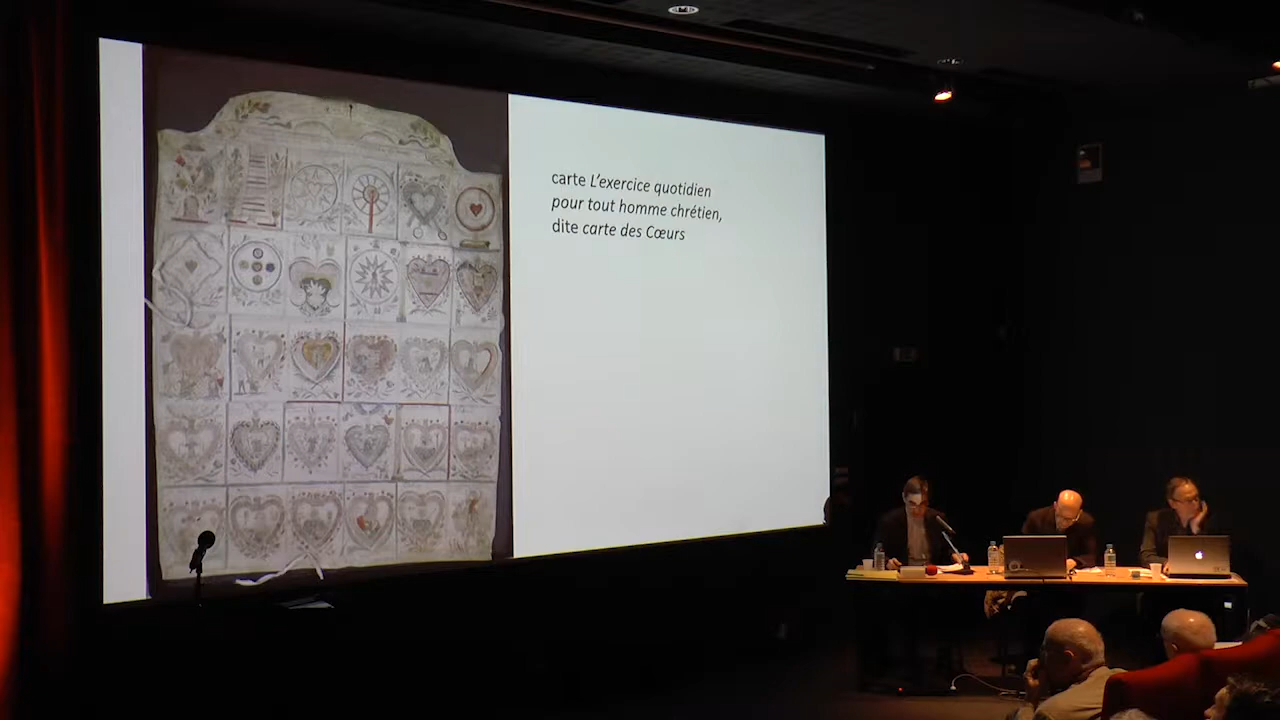 carte L’exercice quotidien
pour tout homme chrétien,
dite carte des Cœurs